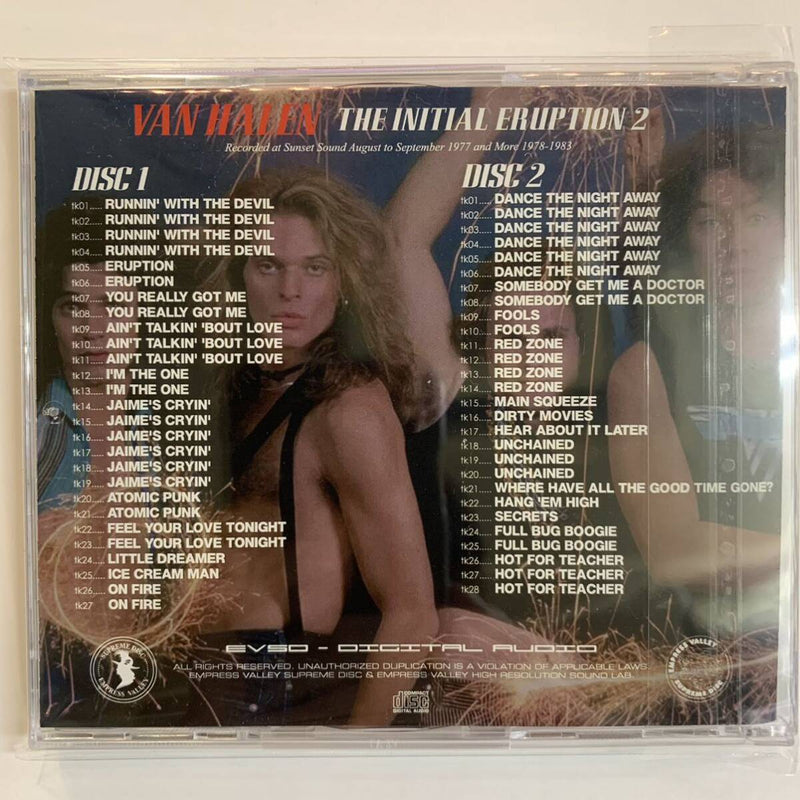 VAN HALEN THE INITIAL ERUPTION 2
Recorded at Sunset Sound August to September 1977 and More 1978-1983
DISC 1
tk01..... RUNNIN' WITH THE DEVIL
tk02..... RUNNIN' WITH THE DEVIL
tk03..... RUNNIN' WITH THE DEVIL
tk04..... RUNNIN' WITH THE DEVIL
tk05..... ERUPTION
tk06..... ERUPTION
tk07..... YOU REALLY GOT ME
tk08..... YOU REALLY GOT ME
tk09..... AIN'T TALKIN' 'BOUT LOVE
tk10..... AIN'T TALKIN' 'BOUT LOVE
tk11..... AIN'T TALKIN' 'BOUT LOVE
tk12..... I'M THE ONE
tk13..... I'M THE ONE
tk14..... JAIME'S CRYIN'
tk15..... JAIME'S CRYIN'
tk16..... JAIME'S CRYIN'
tk17..... JAIME'S CRYIN'
tk18..... JAIME'S CRYIN'
tk19..... JAIME'S CRYIN'
tk20..... ATOMIC PUNK
tk21..... ATOMIC PUNK
tk22..... FEEL YOUR LOVE TONIGHT
tk23..... FEEL YOUR LOVE TONIGHT
tk24..... LITTLE DREAMER
tk25..... ICE CREAM MAN
tk26..... ON FIRE
tk27 ON FIRE
DISC 2
tk01..... DANCE THE NIGHT AWAY
tk02..... DANCE THE NIGHT AWAY
tk03..... DANCE THE NIGHT AWAY
tk04..... DANCE THE NIGHT AWAY
tk05..... DANCE THE NIGHT AWAY
tk06..... DANCE THE NIGHT AWAY
tk07..... SOMEBODY GET ME A DOCTOR
tk08..... SOMEBODY GET ME A DOCTOR
tk09..... FOOLS
tk10..... FOOLS
tk11..... RED ZONE
tk12..... RED ZONE
tk13..... RED ZONE
tk14..... RED ZONE
tk15..... MAIN SQUEEZE
tk16..... DIRTY MOVIES
tk17..... HEAR ABOUT IT LATER
tk18..... UNCHAINED
tk19..... UNCHAINED
tk20..... UNCHAINED
tk21..... WHERE HAVE ALL THE GOOD TIME GONE?
tk22..... HANG 'EM HIGH
tk23..... SECRETS
tk24..... FULL BUG BOOGIE
tk25..... FULL BUG BOOGIE
tk26..... HOT FOR TEACHER
tk27..... HOT FOR TEACHER
tk28 HOT FOR TEACHER
EVSD - DIGITAL AUDIO
ALL RIGHTS RESERVED. UNAUTHORIZED DUPLICATION IS A VIOLATION OF APPLICABLE LAWS
EMPRESS VALLEY SUPREME DISC & EMPRESS VALLEY HIGH RESOLUTION SOUND LAB.
SUPREME DISC
EMPRESS VALLEY
COMPACT
disc
DIGITAL AUDIO
EMPRESS VALLEY
SUPREME DISC